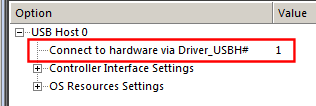 Option Value
USB Host 0
Connect to hardware via Driver_USBH# 1
Controller Interface Settings
OS Resources Settings